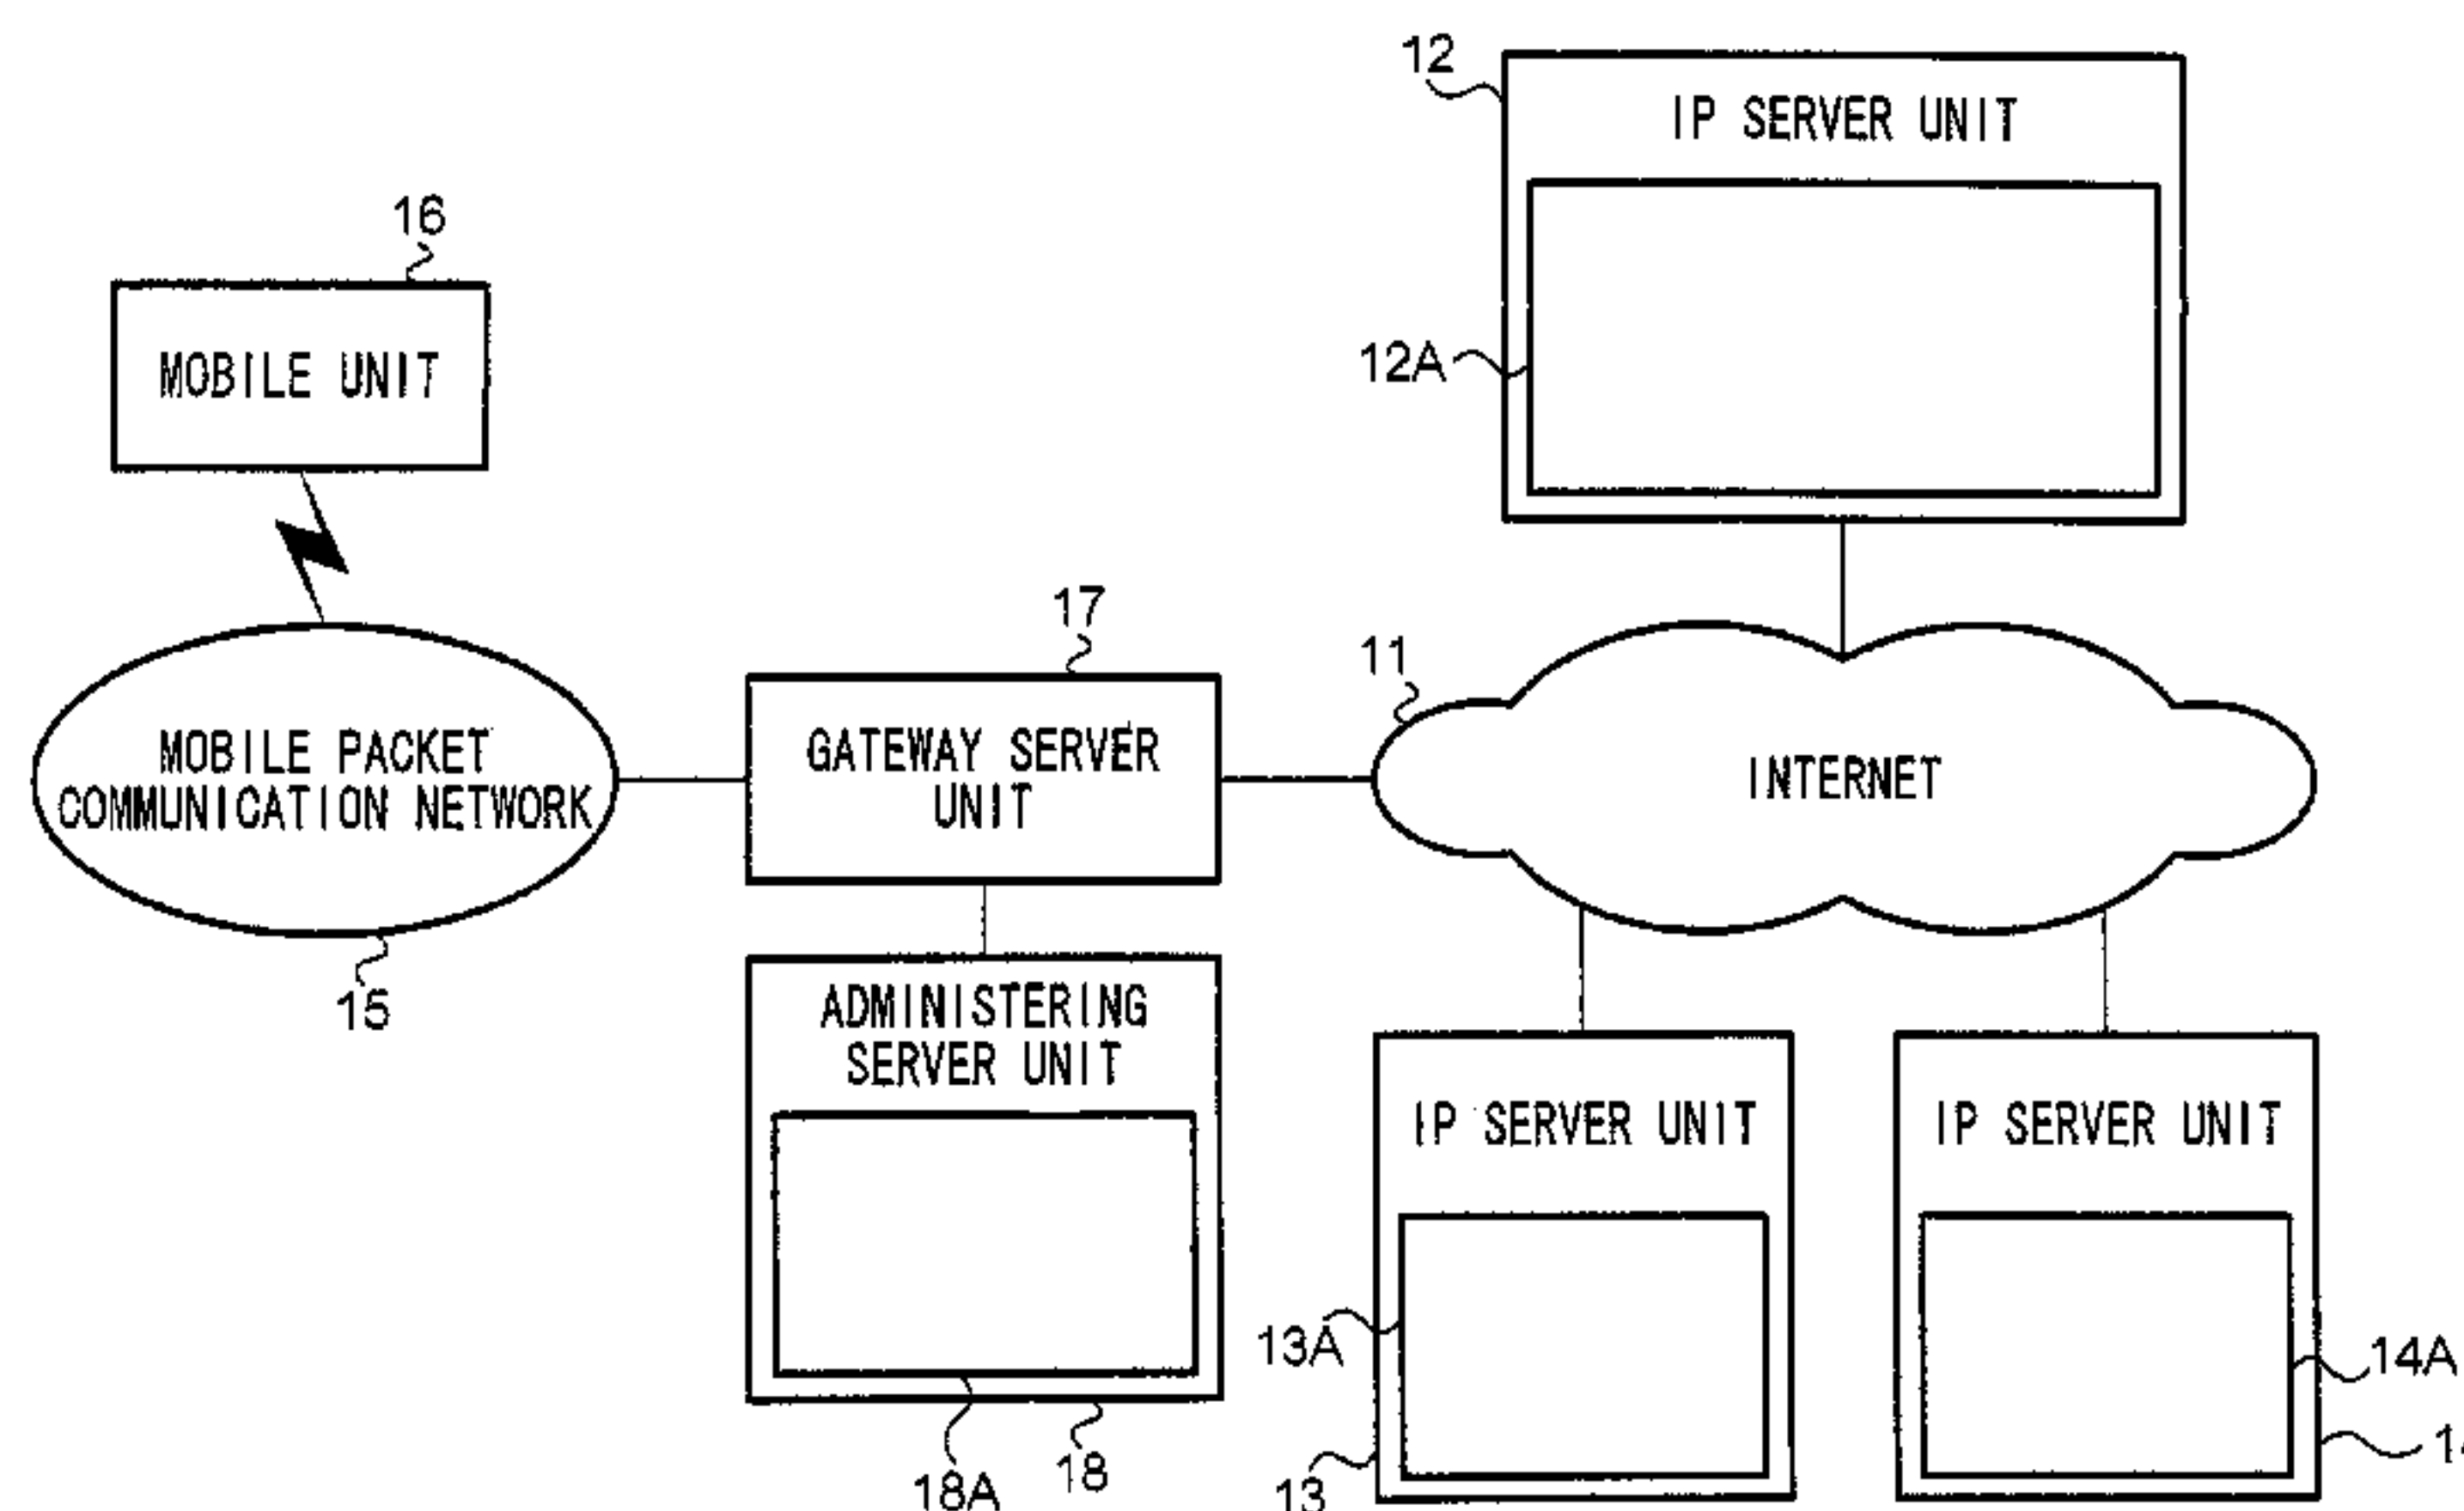 12
IP SERVER UNIT
12A
16
MOBILE UNIT
17
11
MOBILE PACKET
COMMUNICATION NETWORK
15
GATEWAY SERVER
UNIT
INTERNET
ADMINISTERING
SERVER UNIT
18A
18
IP SERVER UNIT
13A
13
IP SERVER UNIT
14A